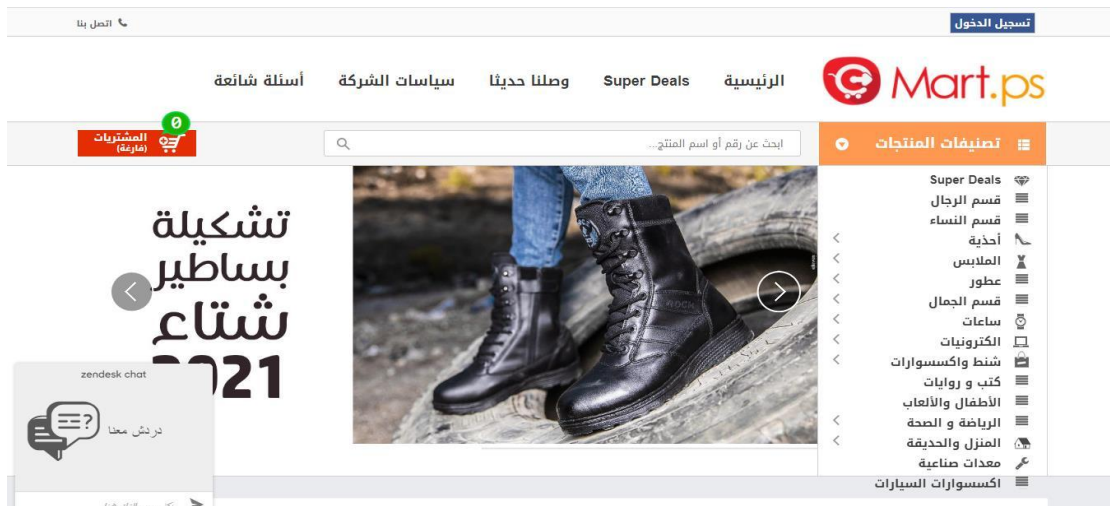 تسجيل الدخول
اتصل بنا
Mart.ps
الرئيسية
Super Deals
وصلنا حديثا
سياسات الشركة
أسئلة شائعة
تصنيفات المنتجات
ابحث عن رقم أو اسم المنتج...
0
المشتريات
(فارغة)
Super Deals
قسم الرجال
قسم النساء
أحذية
الملابس
عطور
قسم الجمال
ساعات
الكترونيات
شنط واكسسوارات
كتب و روايات
الأطفال والألعاب
الرياضة و الصحة
المنزل والحديقة
معدات صناعية
اكسسوارات السيارات
تشكيلة
بساطير
شتاء
2021
ROCK
zendesk chat
دردش معنا